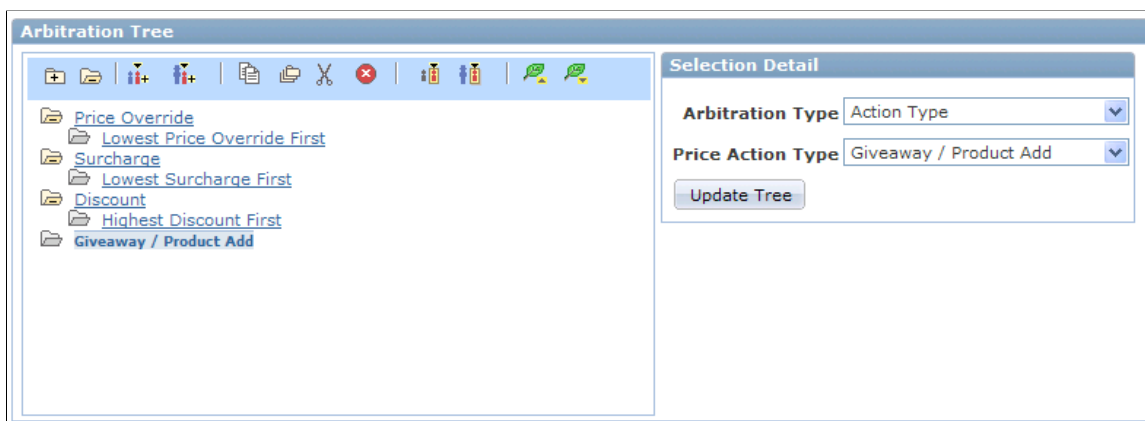 Arbitration Tree
Price Override
Lowest Price Override First
Surcharge
Lowest Surcharge First
Discount
Highest Discount First
Giveaway / Product Add
Selection Detail
Arbitration Type Action Type
Price Action Type Giveaway / Product Add
Update Tree